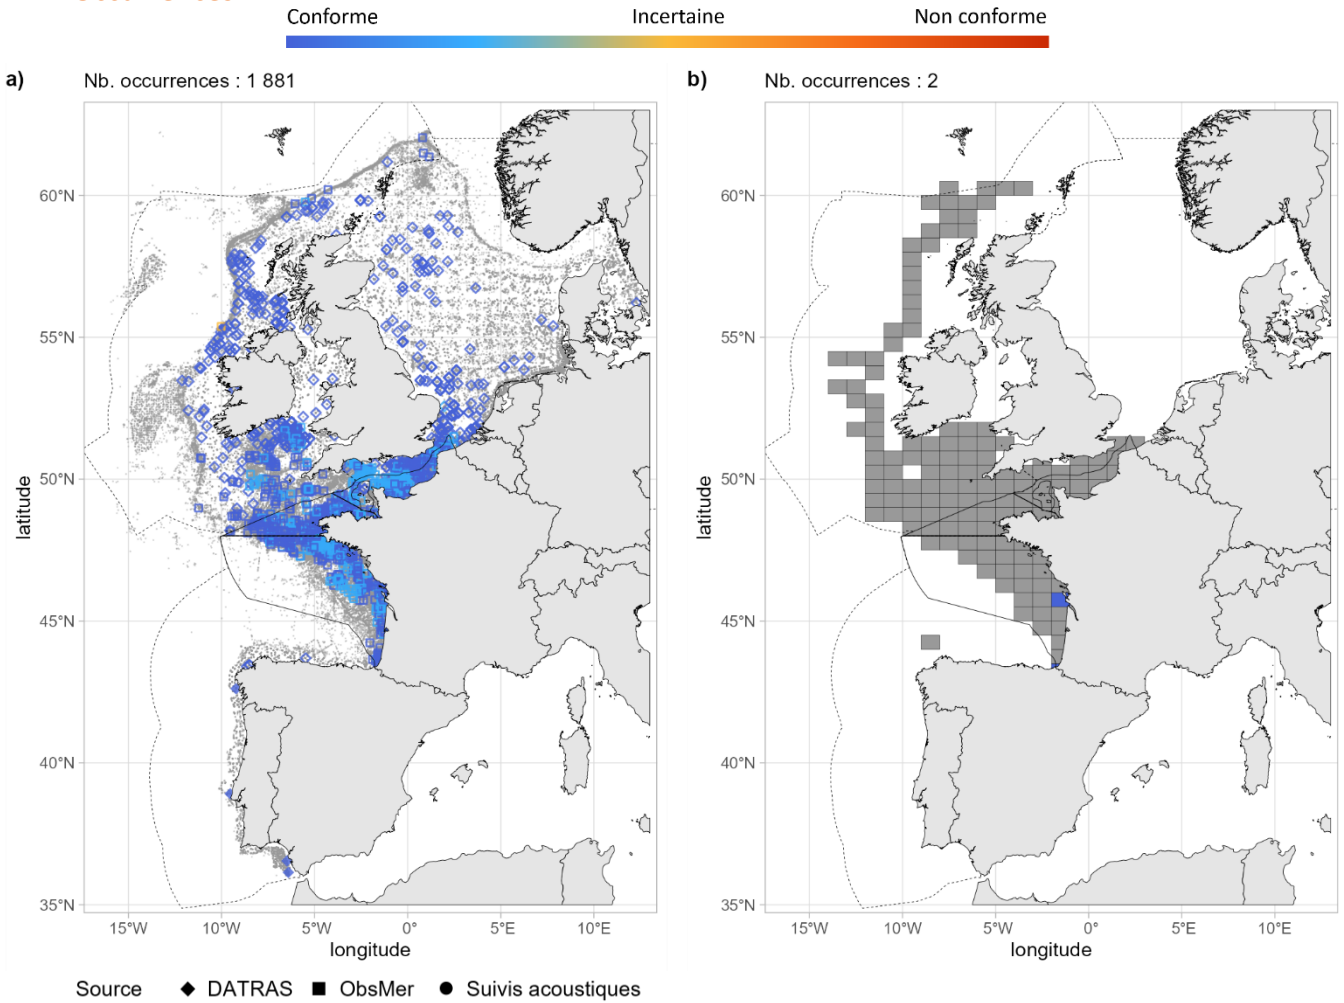 Conforme Incertaine Non conforme
a) Nb. occurrences : 1 881
b) Nb. occurrences : 2
60°N
55°N
50°N
45°N
40°N
35°N
latitude
15°W 10°W 5°W 0° 5°E 10°E
longitude
60°N
55°N
50°N
45°N
40°N
35°N
latitude
15°W 10°W 5°W 0° 5°E 10°E
longitude
Source DATRAS ObsMer Suivis acoustiques